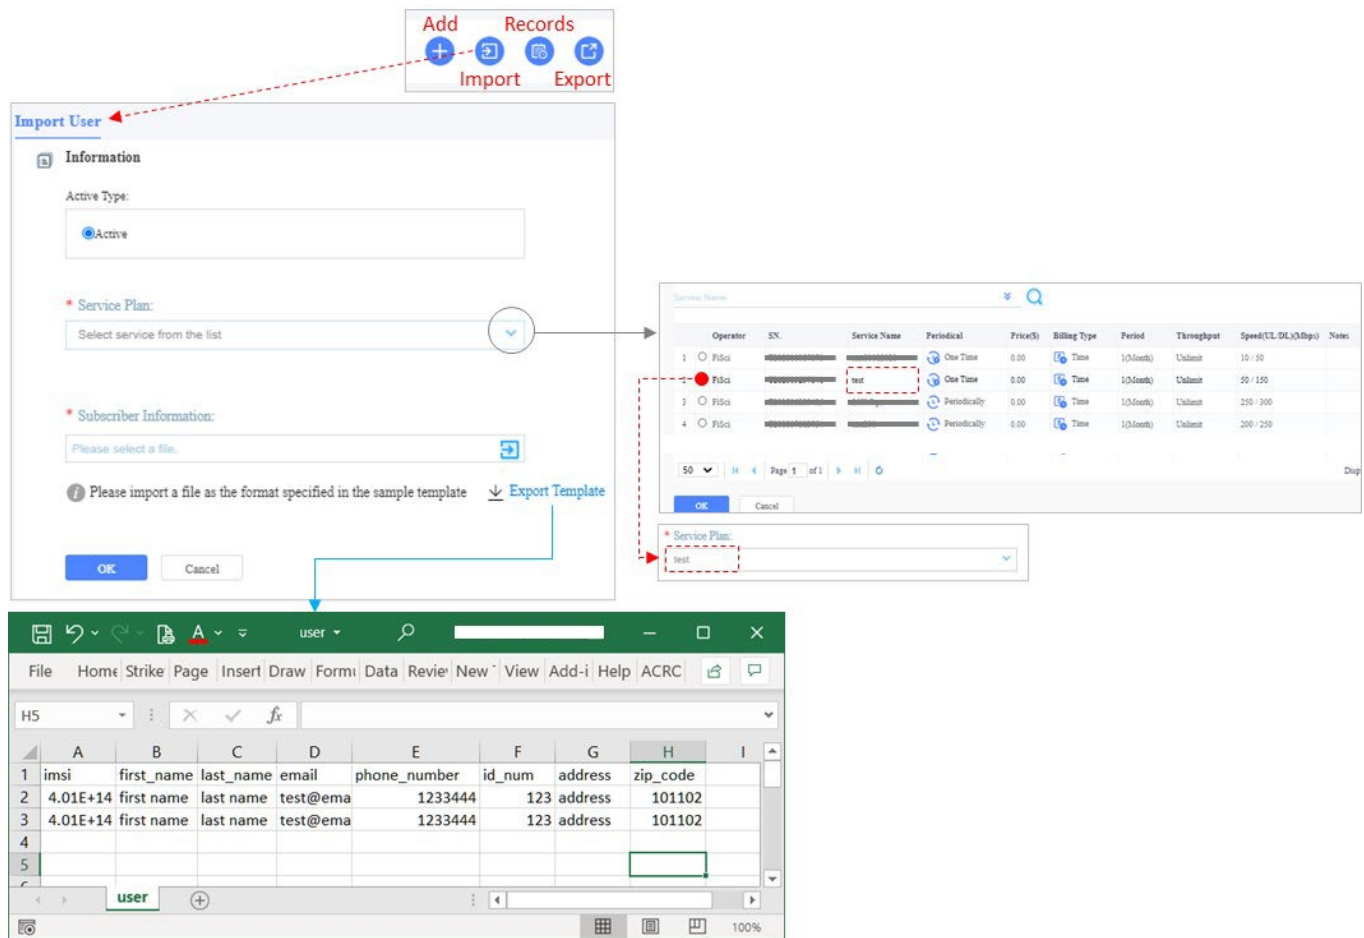 Add Records
Import Export
Import User
Information
Active Type:
Active
* Service Plan:
Select service from the list
* Subscriber Information:
Please select a file.
Please import a file as the format specified in the sample template Export Template
OK Cancel
Service Name
Operator SN. Service Name Periodical Price($) Billing Type Period Throughput Speed(UL/DL)(Mbps) Notes
1 FiSci One Time 0.00 Time 1(Month) Unlimit 10 / 50
2 FiSci test One Time 0.00 Time 1(Month) Unlimit 50 / 150
3 FiSci Periodically 0.00 Time 1(Month) Unlimit 250 / 300
4 FiSci Periodically 0.00 Time 1(Month) Unlimit 200 / 250
50 Page 1 of 1 Disp
OK Cancel
* Service Plan:
test
user
File Home Strike Page Insert Draw Formu Data Review New View Add-i Help ACRC
H5 fx
A B C D E F G H I
1 imsi first_name last_name email phone_number id_num address zip_code
2 4.01E+14 first name last name test@ema 1233444 123 address 101102
3 4.01E+14 first name last name test@ema 1233444 123 address 101102
4
5
user
100%